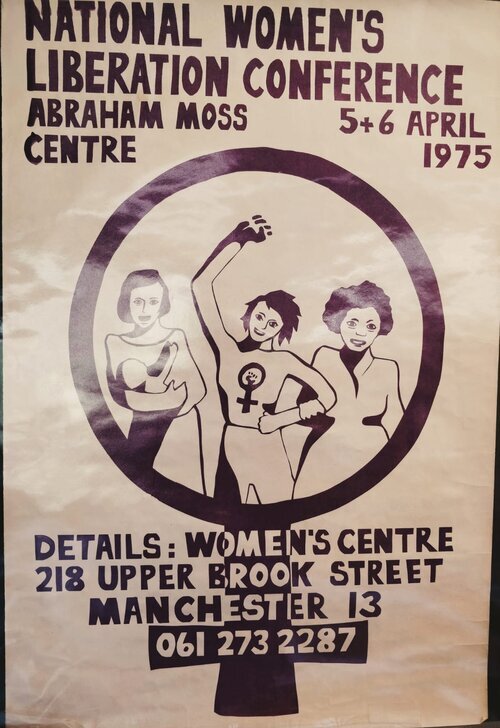 NATIONAL WOMEN'S
LIBERATION CONFERENCE
ABRAHAM MOSS 5+6 APRIL
CENTRE 1975
DETAILS: WOMEN'S CENTRE
218 UPPER BROOK STREET
MANCHESTER 13
061 273 2287